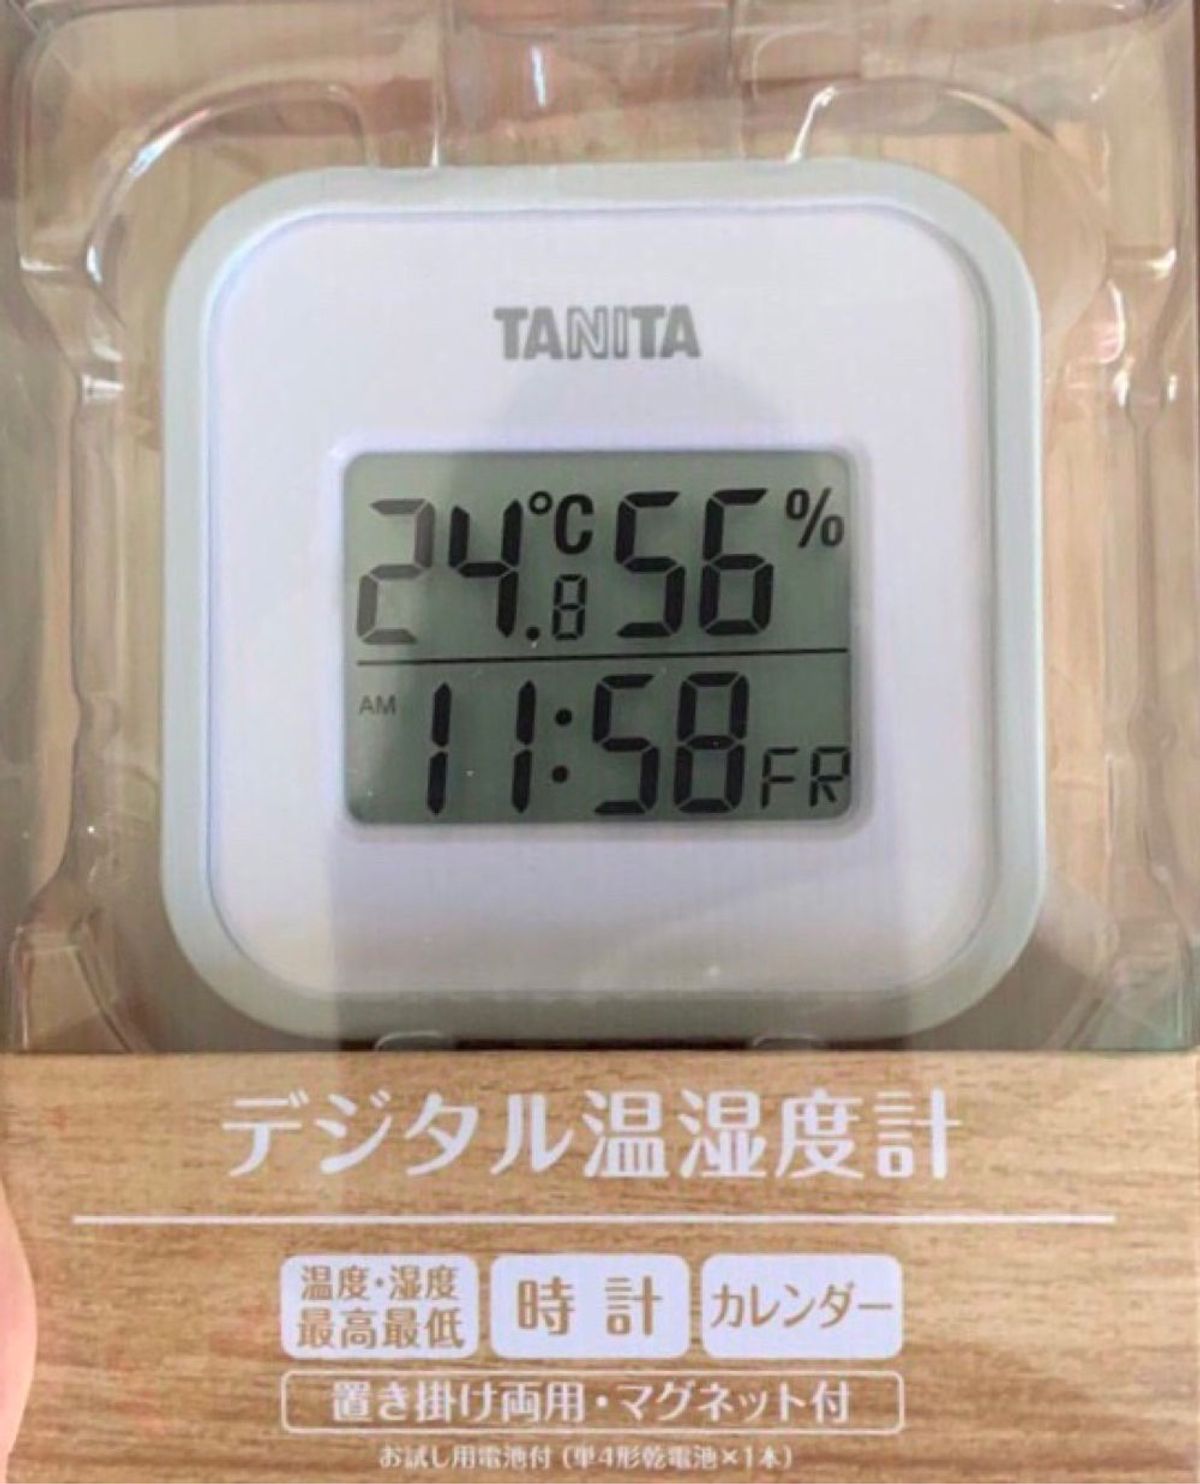 TANITA
24.8℃ 56%
AM 11:58 FR
デジタル温湿度計
温度・湿度
最高最低
時計
カレンダー
置き掛け両用・マグネット付
お試し用電池付（単4形乾電池×1本）